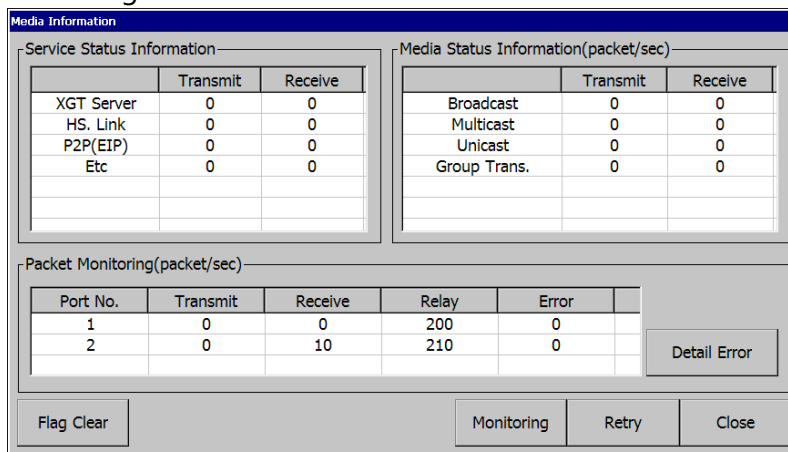 Media Information
Service Status Information
Transmit Receive
XGT Server 0 0
HS. Link 0 0
P2P(EIP) 0 0
Etc 0 0
Media Status Information(packet/sec)
Transmit Receive
Broadcast 0 0
Multicast 0 0
Unicast 0 0
Group Trans. 0 0
Packet Monitoring(packet/sec)
Port No. Transmit Receive Relay Error
1 0 0 200 0
2 0 10 210 0
Detail Error
Flag Clear Monitoring Retry Close